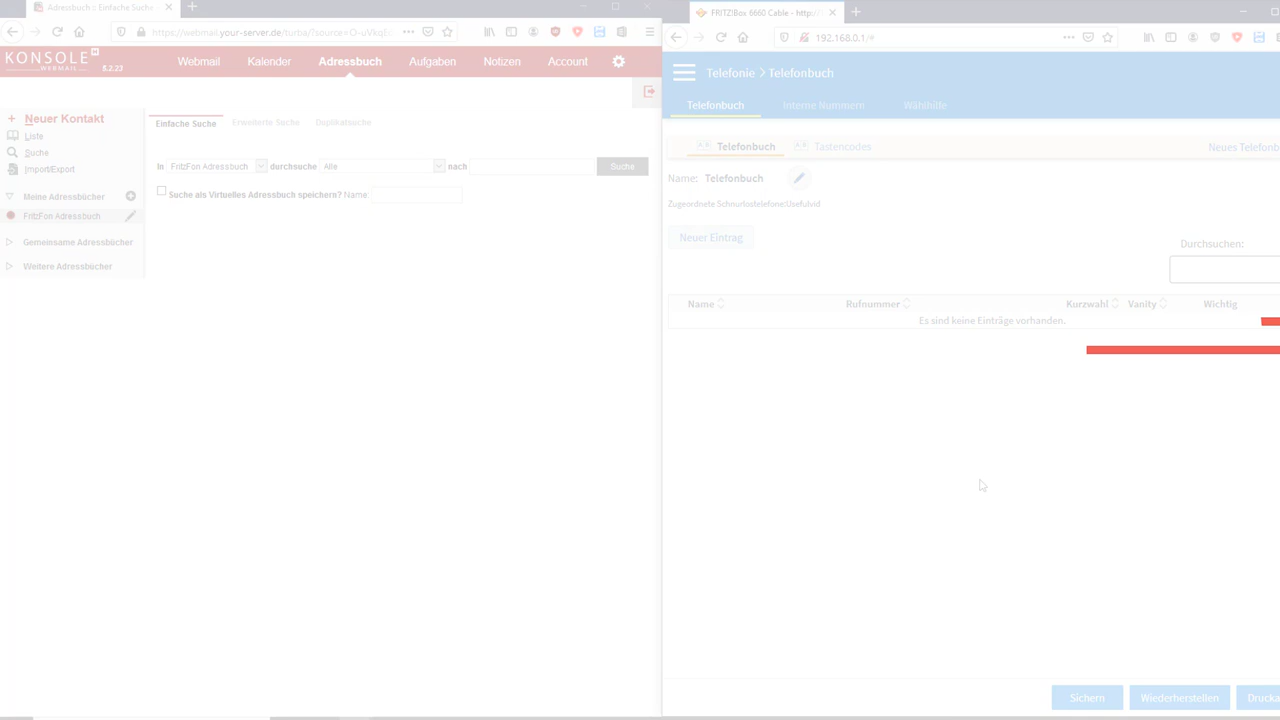 Adressbuch :: Einfache Suche -
https://webmail.your-server.de/turba/?source=O-uVkqE
KONSOLE H
WEBMAIL
5.2.23
Webmail Kalender Adressbuch Aufgaben Notizen Account
+ Neuer Kontakt
Liste
Suche
Import/Export
Meine Adressbücher
FritzFon Adressbuch
Gemeinsame Adressbücher
Weitere Adressbücher
Einfache Suche Erweiterte Suche Duplikatsuche
In FritzFon Adressbuch durchsuche Alle nach Suche
Suche als Virtuelles Adressbuch speichern? Name:
FRITZ!Box 6660 Cable - http://
192.168.0.1/#
Telefonie > Telefonbuch
Telefonbuch Interne Nummern Wählhilfe
Telefonbuch Tastencodes Neues Telefonb
Name: Telefonbuch
Zugeordnete Schnurlostelefone:Usefulvid
Neuer Eintrag
Durchsuchen:
Name Rufnummer Kurzwahl Vanity Wichtig
Es sind keine Einträge vorhanden.
Sichern Wiederherstellen Drucka